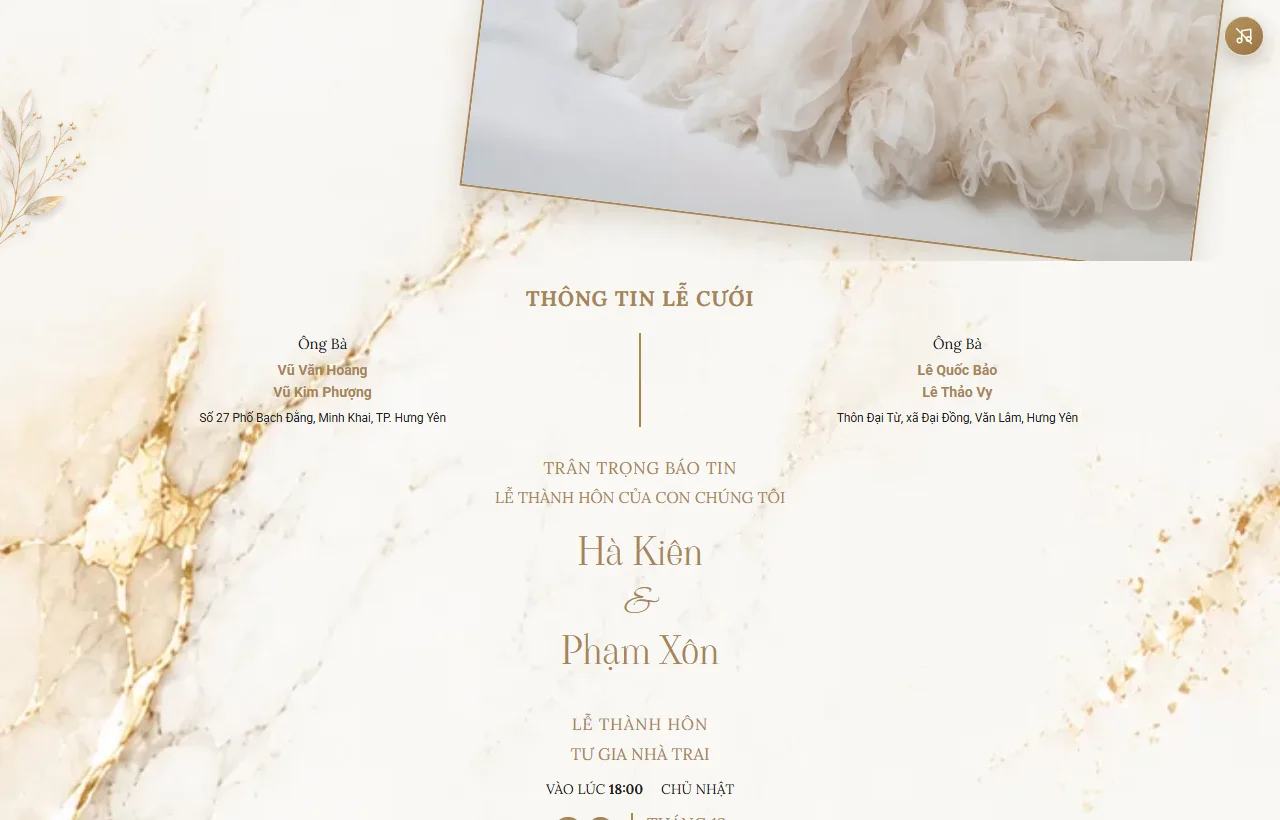 THÔNG TIN LỄ CƯỚI
Ông Bà
Vũ Văn Hoàng
Vũ Kim Phượng
Số 27 Phố Bạch Đằng, Minh Khai, TP. Hưng Yên
Ông Bà
Lê Quốc Bảo
Lê Thảo Vy
Thôn Đại Từ, xã Đại Đồng, Văn Lâm, Hưng Yên
TRÂN TRỌNG BÁO TIN
LỄ THÀNH HÔN CỦA CON CHÚNG TÔI
Hà Kiên
&
Phạm Xôn
LỄ THÀNH HÔN
TƯ GIA NHÀ TRAI
VÀO LÚC 18:00 CHỦ NHẬT